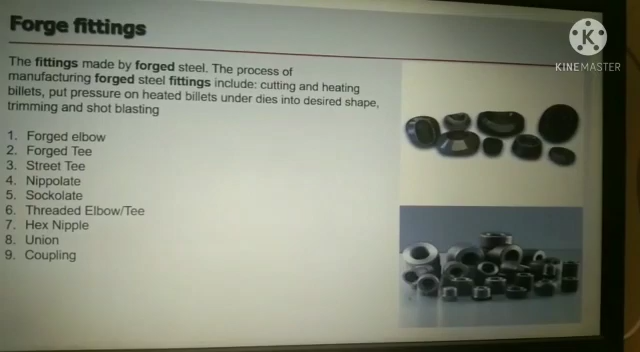 Forge fittings
KINEMASTER
The fittings made by forged steel. The process of
manufacturing forged steel fittings include: cutting and heating
billets, put pressure on heated billets under dies into desired shape,
trimming and shot blasting
1. Forged elbow
2. Forged Tee
3. Street Tee
4. Nippolate
5. Sockolate
6. Threaded Elbow/Tee
7. Hex Nipple
8. Union
9. Coupling